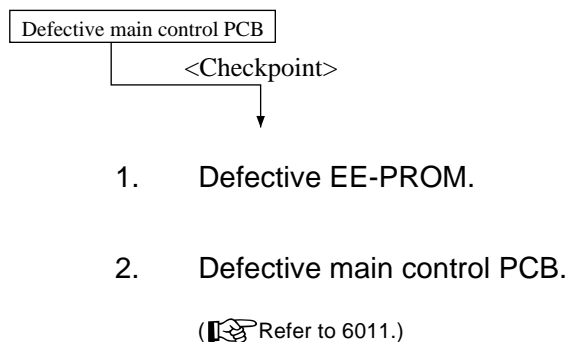 Defective main control PCB
<Checkpoint>
1. Defective EE-PROM.
2. Defective main control PCB.
(☞Refer to 6011.)